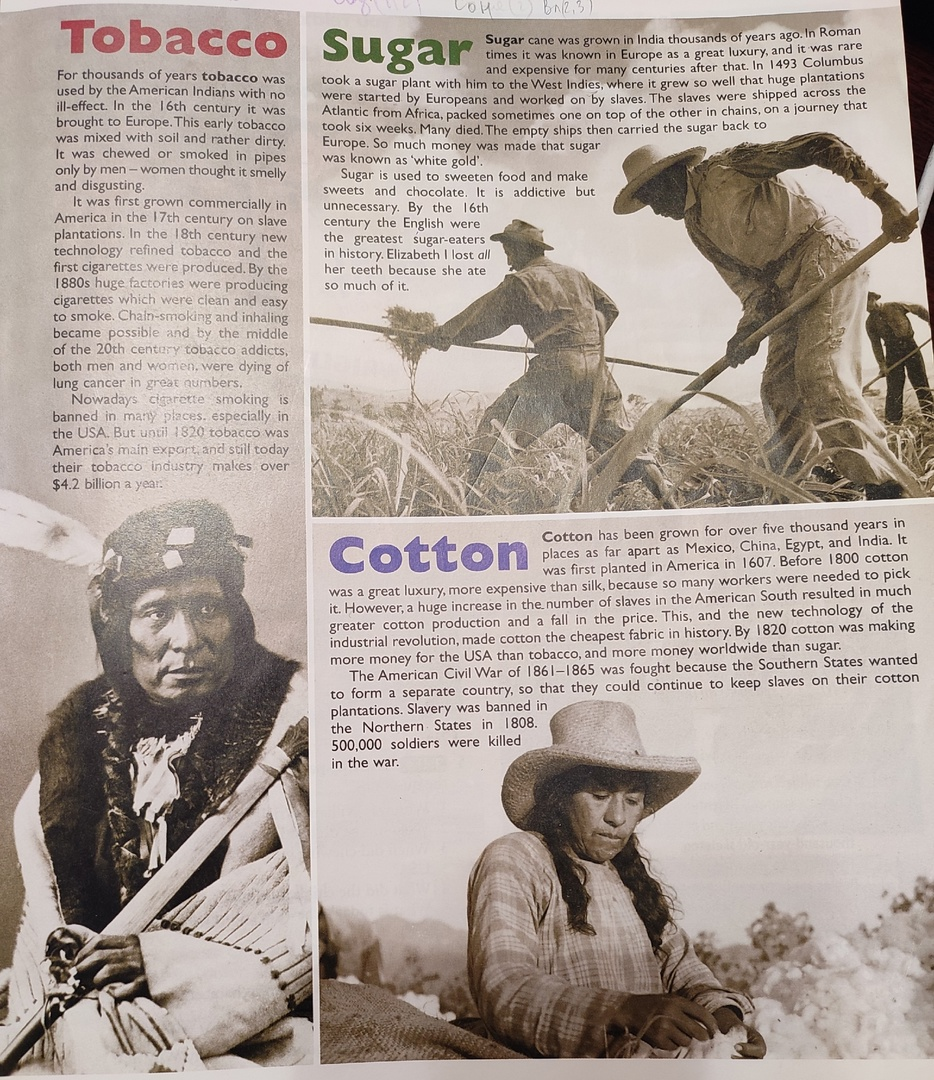 Tobacco
For thousands of years tobacco was
used by the American Indians with no
ill-effect. In the 16th century it was
brought to Europe. This early tobacco
was mixed with soil and rather dirty.
It was chewed or smoked in pipes
only by men – women thought it smelly
and disgusting.
It was first grown commercially in
America in the 17th century on slave
plantations. In the 18th century new
technology refined tobacco and the
first cigarettes were produced. By the
1880s huge factories were producing
cigarettes which were clean and easy
to smoke. Chain-smoking and inhaling
became possible and by the middle
of the 20th century tobacco addicts,
both men and women, were dying of
lung cancer in great numbers.
Nowadays cigarette smoking is
banned in many places, especially in
the USA. But until 1820 tobacco was
America's main export, and still today
their tobacco industry makes over
$4.2 billion a year.
Sugar
Sugar cane was grown in India thousands of years ago. In Roman
times it was known in Europe as a great luxury, and it was rare
and expensive for many centuries after that. In 1493 Columbus
took a sugar plant with him to the West Indies, where it grew so well that huge plantations
were started by Europeans and worked on by slaves. The slaves were shipped across the
Atlantic from Africa, packed sometimes one on top of the other in chains, on a journey that
took six weeks. Many died. The empty ships then carried the sugar back to
Europe. So much money was made that sugar
was known as 'white gold'.
Sugar is used to sweeten food and make
sweets and chocolate. It is addictive but
unnecessary. By the 16th
century the English were
the greatest sugar-eaters
in history. Elizabeth I lost all
her teeth because she ate
so much of it.
Cotton
Cotton has been grown for over five thousand years in
places as far apart as Mexico, China, Egypt, and India. It
was first planted in America in 1607. Before 1800 cotton
was a great luxury, more expensive than silk, because so many workers were needed to pick
it. However, a huge increase in the number of slaves in the American South resulted in much
greater cotton production and a fall in the price. This, and the new technology of the
industrial revolution, made cotton the cheapest fabric in history. By 1820 cotton was making
more money for the USA than tobacco, and more money worldwide than sugar.
The American Civil War of 1861–1865 was fought because the Southern States wanted
to form a separate country, so that they could continue to keep slaves on their cotton
plantations. Slavery was banned in
the Northern States in 1808.
500,000 soldiers were killed
in the war.